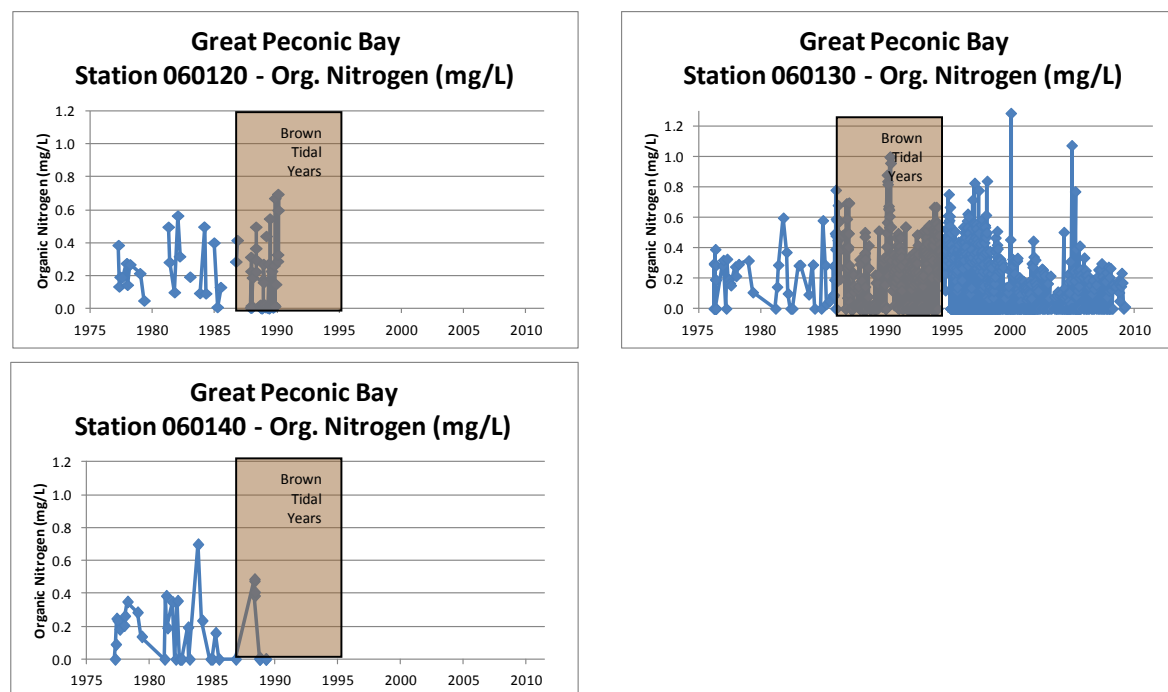 Great Peconic Bay
Station 060120 - Org. Nitrogen (mg/L)
Organic Nitrogen (mg/L)
1.2
1.0
0.8
0.6
0.4
0.2
0.0
Brown
Tidal
Years
1975 1980 1985 1990 1995 2000 2005 2010
Great Peconic Bay
Station 060130 - Org. Nitrogen (mg/L)
Organic Nitrogen (mg/L)
1.2
1.0
0.8
0.6
0.4
0.2
0.0
Brown
Tidal
Years
1975 1980 1985 1990 1995 2000 2005 2010
Great Peconic Bay
Station 060140 - Org. Nitrogen (mg/L)
Organic Nitrogen (mg/L)
1.2
1.0
0.8
0.6
0.4
0.2
0.0
Brown
Tidal
Years
1975 1980 1985 1990 1995 2000 2005 2010